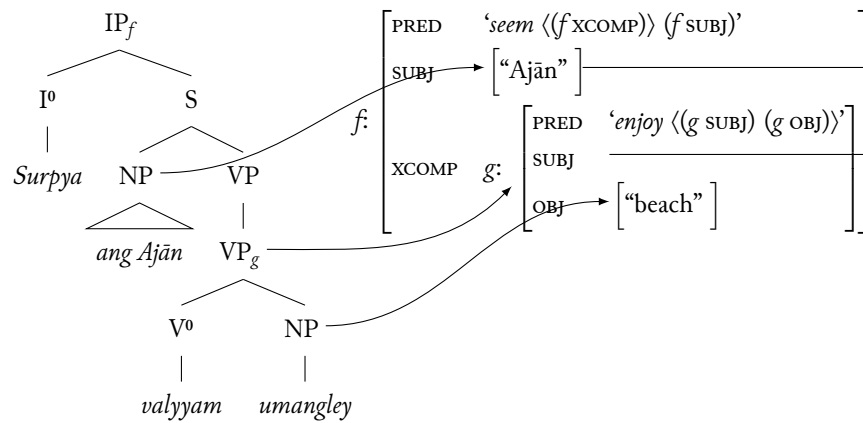 IP_f
PRED 'seem ⟨(f XCOMP)⟩ (f SUBJ)'
SUBJ ["Ajān"]
I⁰ S
f:
PRED 'enjoy ⟨(g SUBJ) (g OBJ)⟩'
Surpya NP VP
XCOMP g:
SUBJ
OBJ ["beach"]
ang Ajān VP_g
V⁰ NP
valyyam umangley